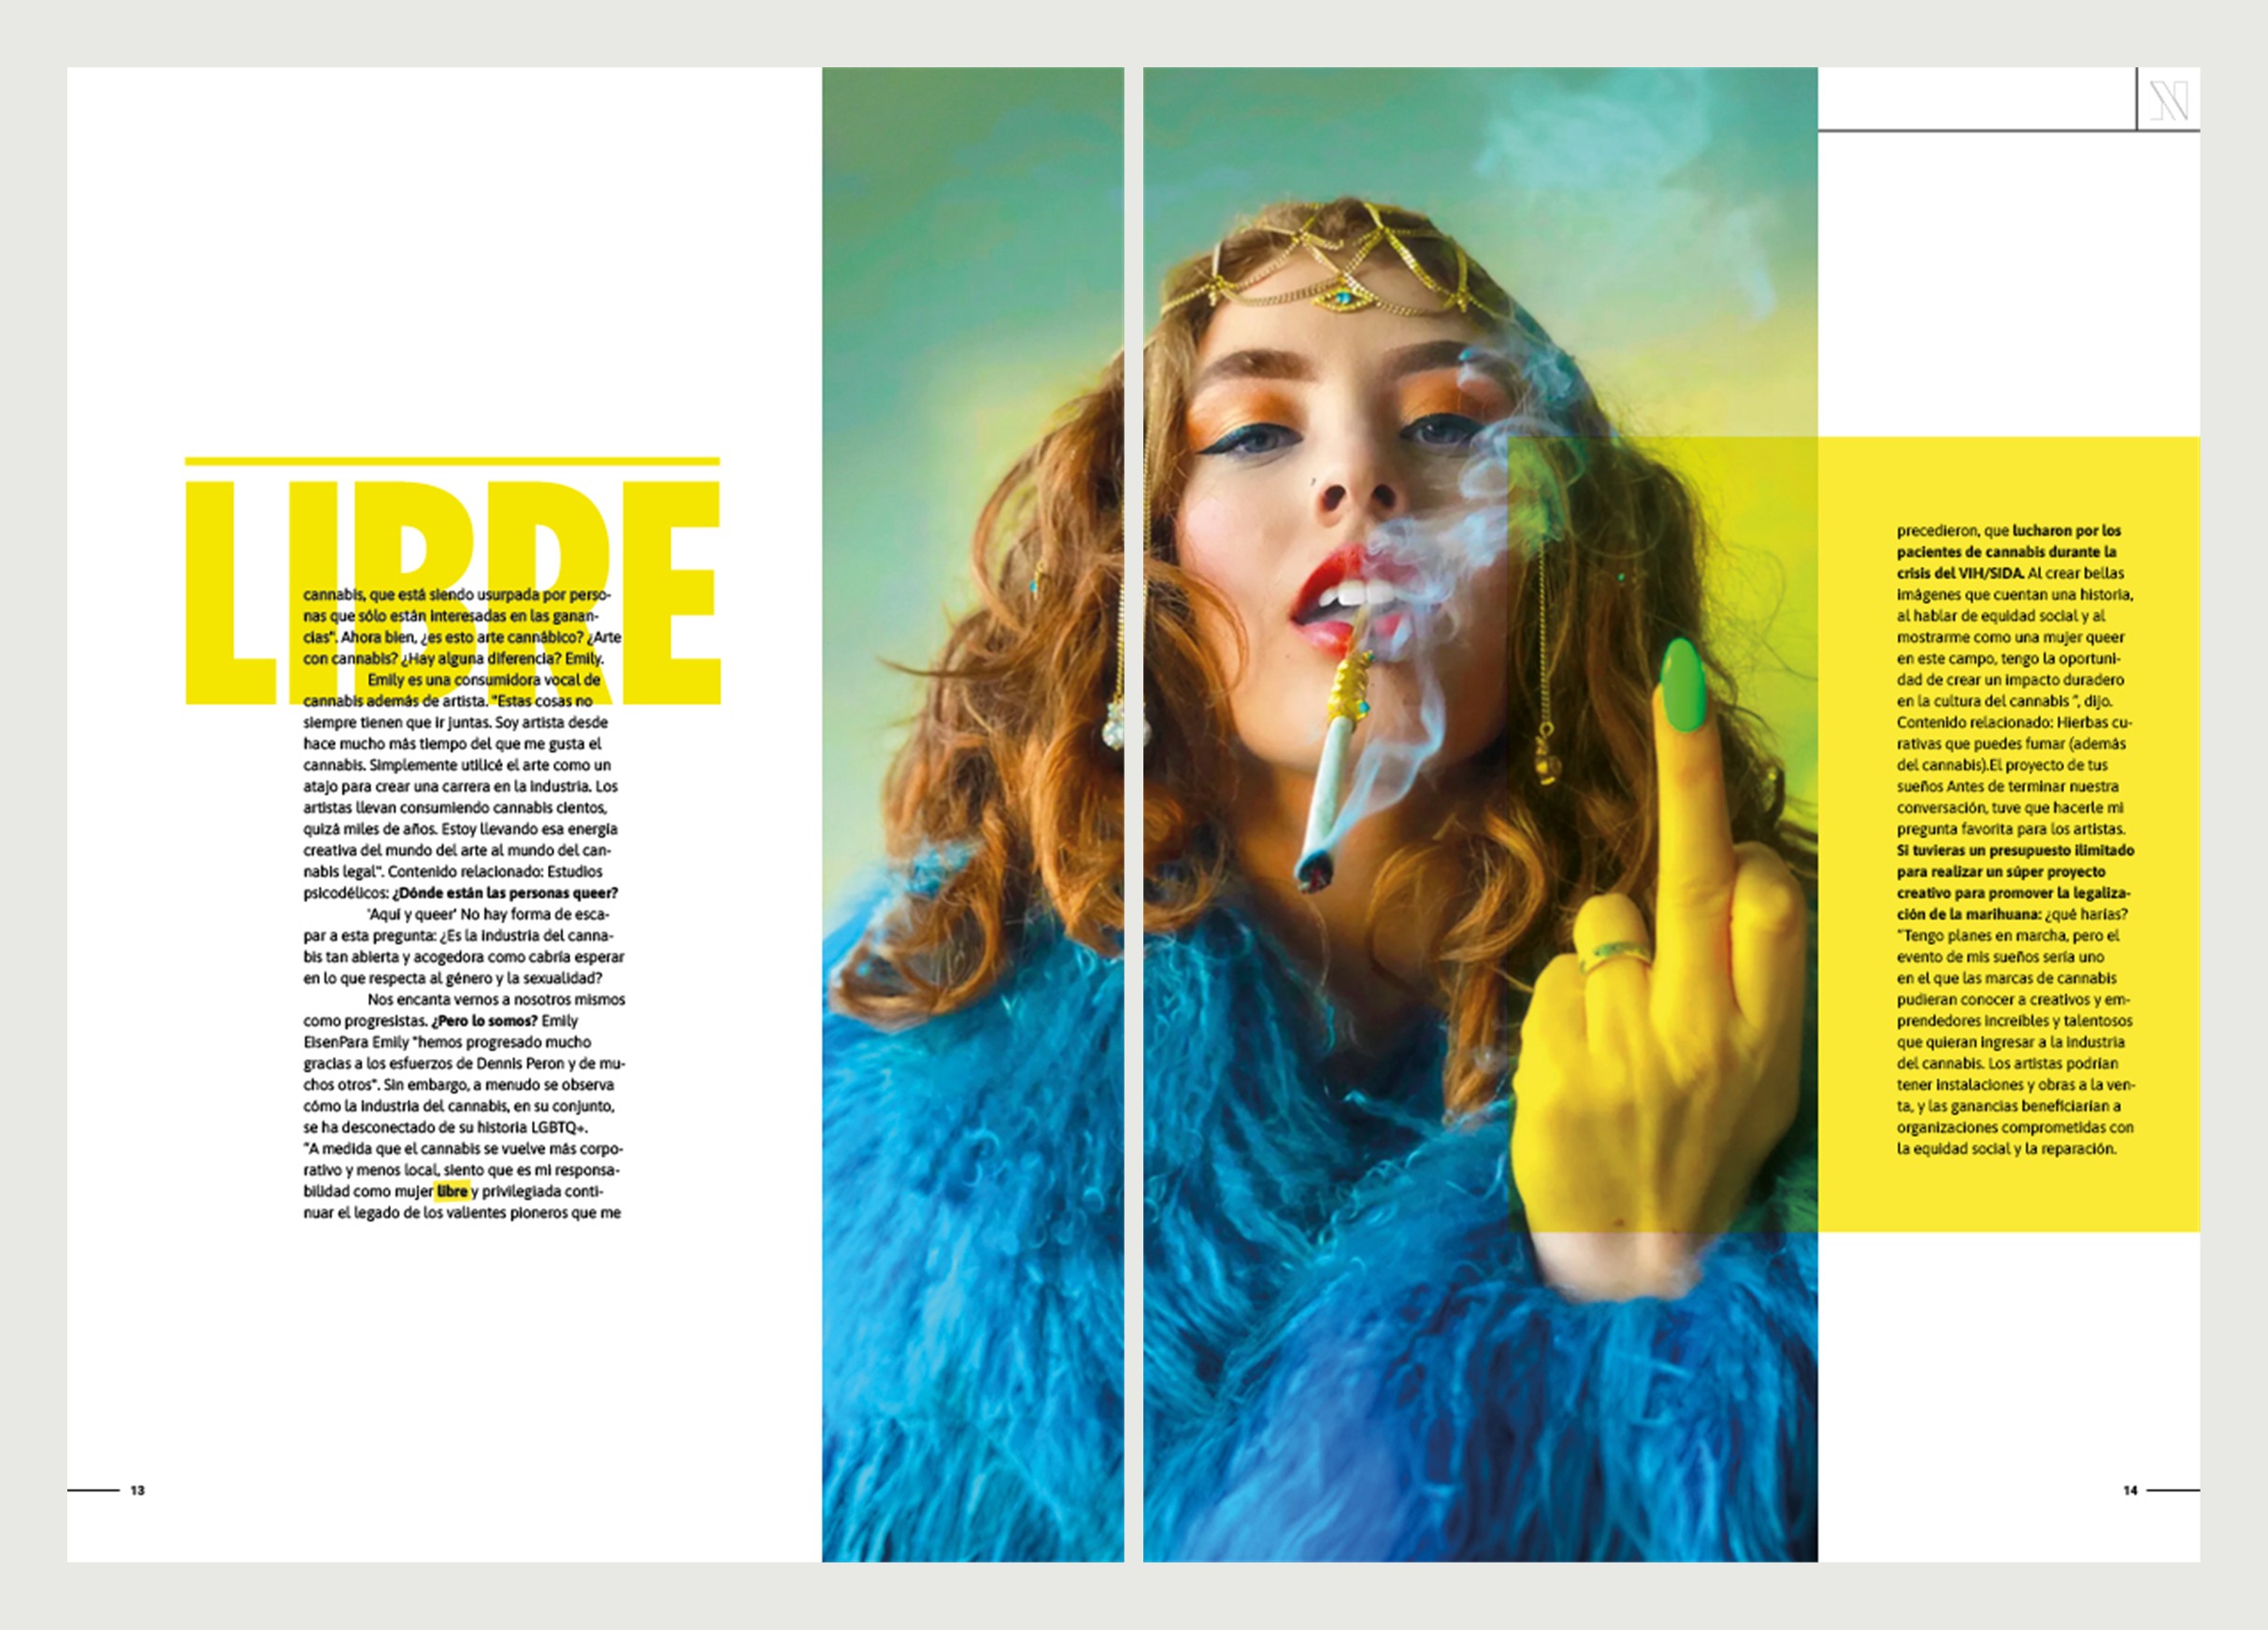 LIBRE
cannabis, que está siendo usurpada por perso-
nas que sólo están interesadas en las ganan-
cias". Ahora bien, ¿es esto arte cannábico? ¿Arte
con cannabis? ¿Hay alguna diferencia? Emily.
Emily es una consumidora vocal de
cannabis además de artista. "Estas cosas no
siempre tienen que ir juntas. Soy artista desde
hace mucho más tiempo del que me gusta el
cannabis. Simplemente utilicé el arte como un
atajo para crear una carrera en la industria. Los
artistas llevan consumiendo cannabis cientos,
quizá miles de años. Estoy llevando esa energía
creativa del mundo del arte al mundo del can-
nabis legal". Contenido relacionado: Estudios
psicodélicos: ¿Dónde están las personas queer?
'Aquí y queer' No hay forma de esca-
par a esta pregunta: ¿Es la industria del canna-
bis tan abierta y acogedora como cabría esperar
en lo que respecta al género y la sexualidad?
Nos encanta vernos a nosotros mismos
como progresistas. ¿Pero lo somos? Emily
EisenPara Emily "hemos progresado mucho
gracias a los esfuerzos de Dennis Peron y de mu-
chos otros". Sin embargo, a menudo se observa
cómo la industria del cannabis, en su conjunto,
se ha desconectado de su historia LGBTQ+.
"A medida que el cannabis se vuelve más corpo-
rativo y menos local, siento que es mi responsa-
bilidad como mujer libre y privilegiada conti-
nuar el legado de los valientes pioneros que me
13
N
precedieron, que lucharon por los
pacientes de cannabis durante la
crisis del VIH/SIDA. Al crear bellas
imágenes que cuentan una historia,
al hablar de equidad social y al
mostrarme como una mujer queer
en este campo, tengo la oportuni-
dad de crear un impacto duradero
en la cultura del cannabis ", dijo.
Contenido relacionado: Hierbas cu-
rativas que puedes fumar (además
del cannabis).El proyecto de tus
sueños Antes de terminar nuestra
conversación, tuve que hacerle mi
pregunta favorita para los artistas.
Si tuvieras un presupuesto ilimitado
para realizar un súper proyecto
creativo para promover la legaliza-
ción de la marihuana: ¿qué harías?
"Tengo planes en marcha, pero el
evento de mis sueños sería uno
en el que las marcas de cannabis
pudieran conocer a creativos y em-
prendedores increíbles y talentosos
que quieran ingresar a la industria
del cannabis. Los artistas podrían
tener instalaciones y obras a la ven-
ta, y las ganancias beneficiarían a
organizaciones comprometidas con
la equidad social y la reparación.
14